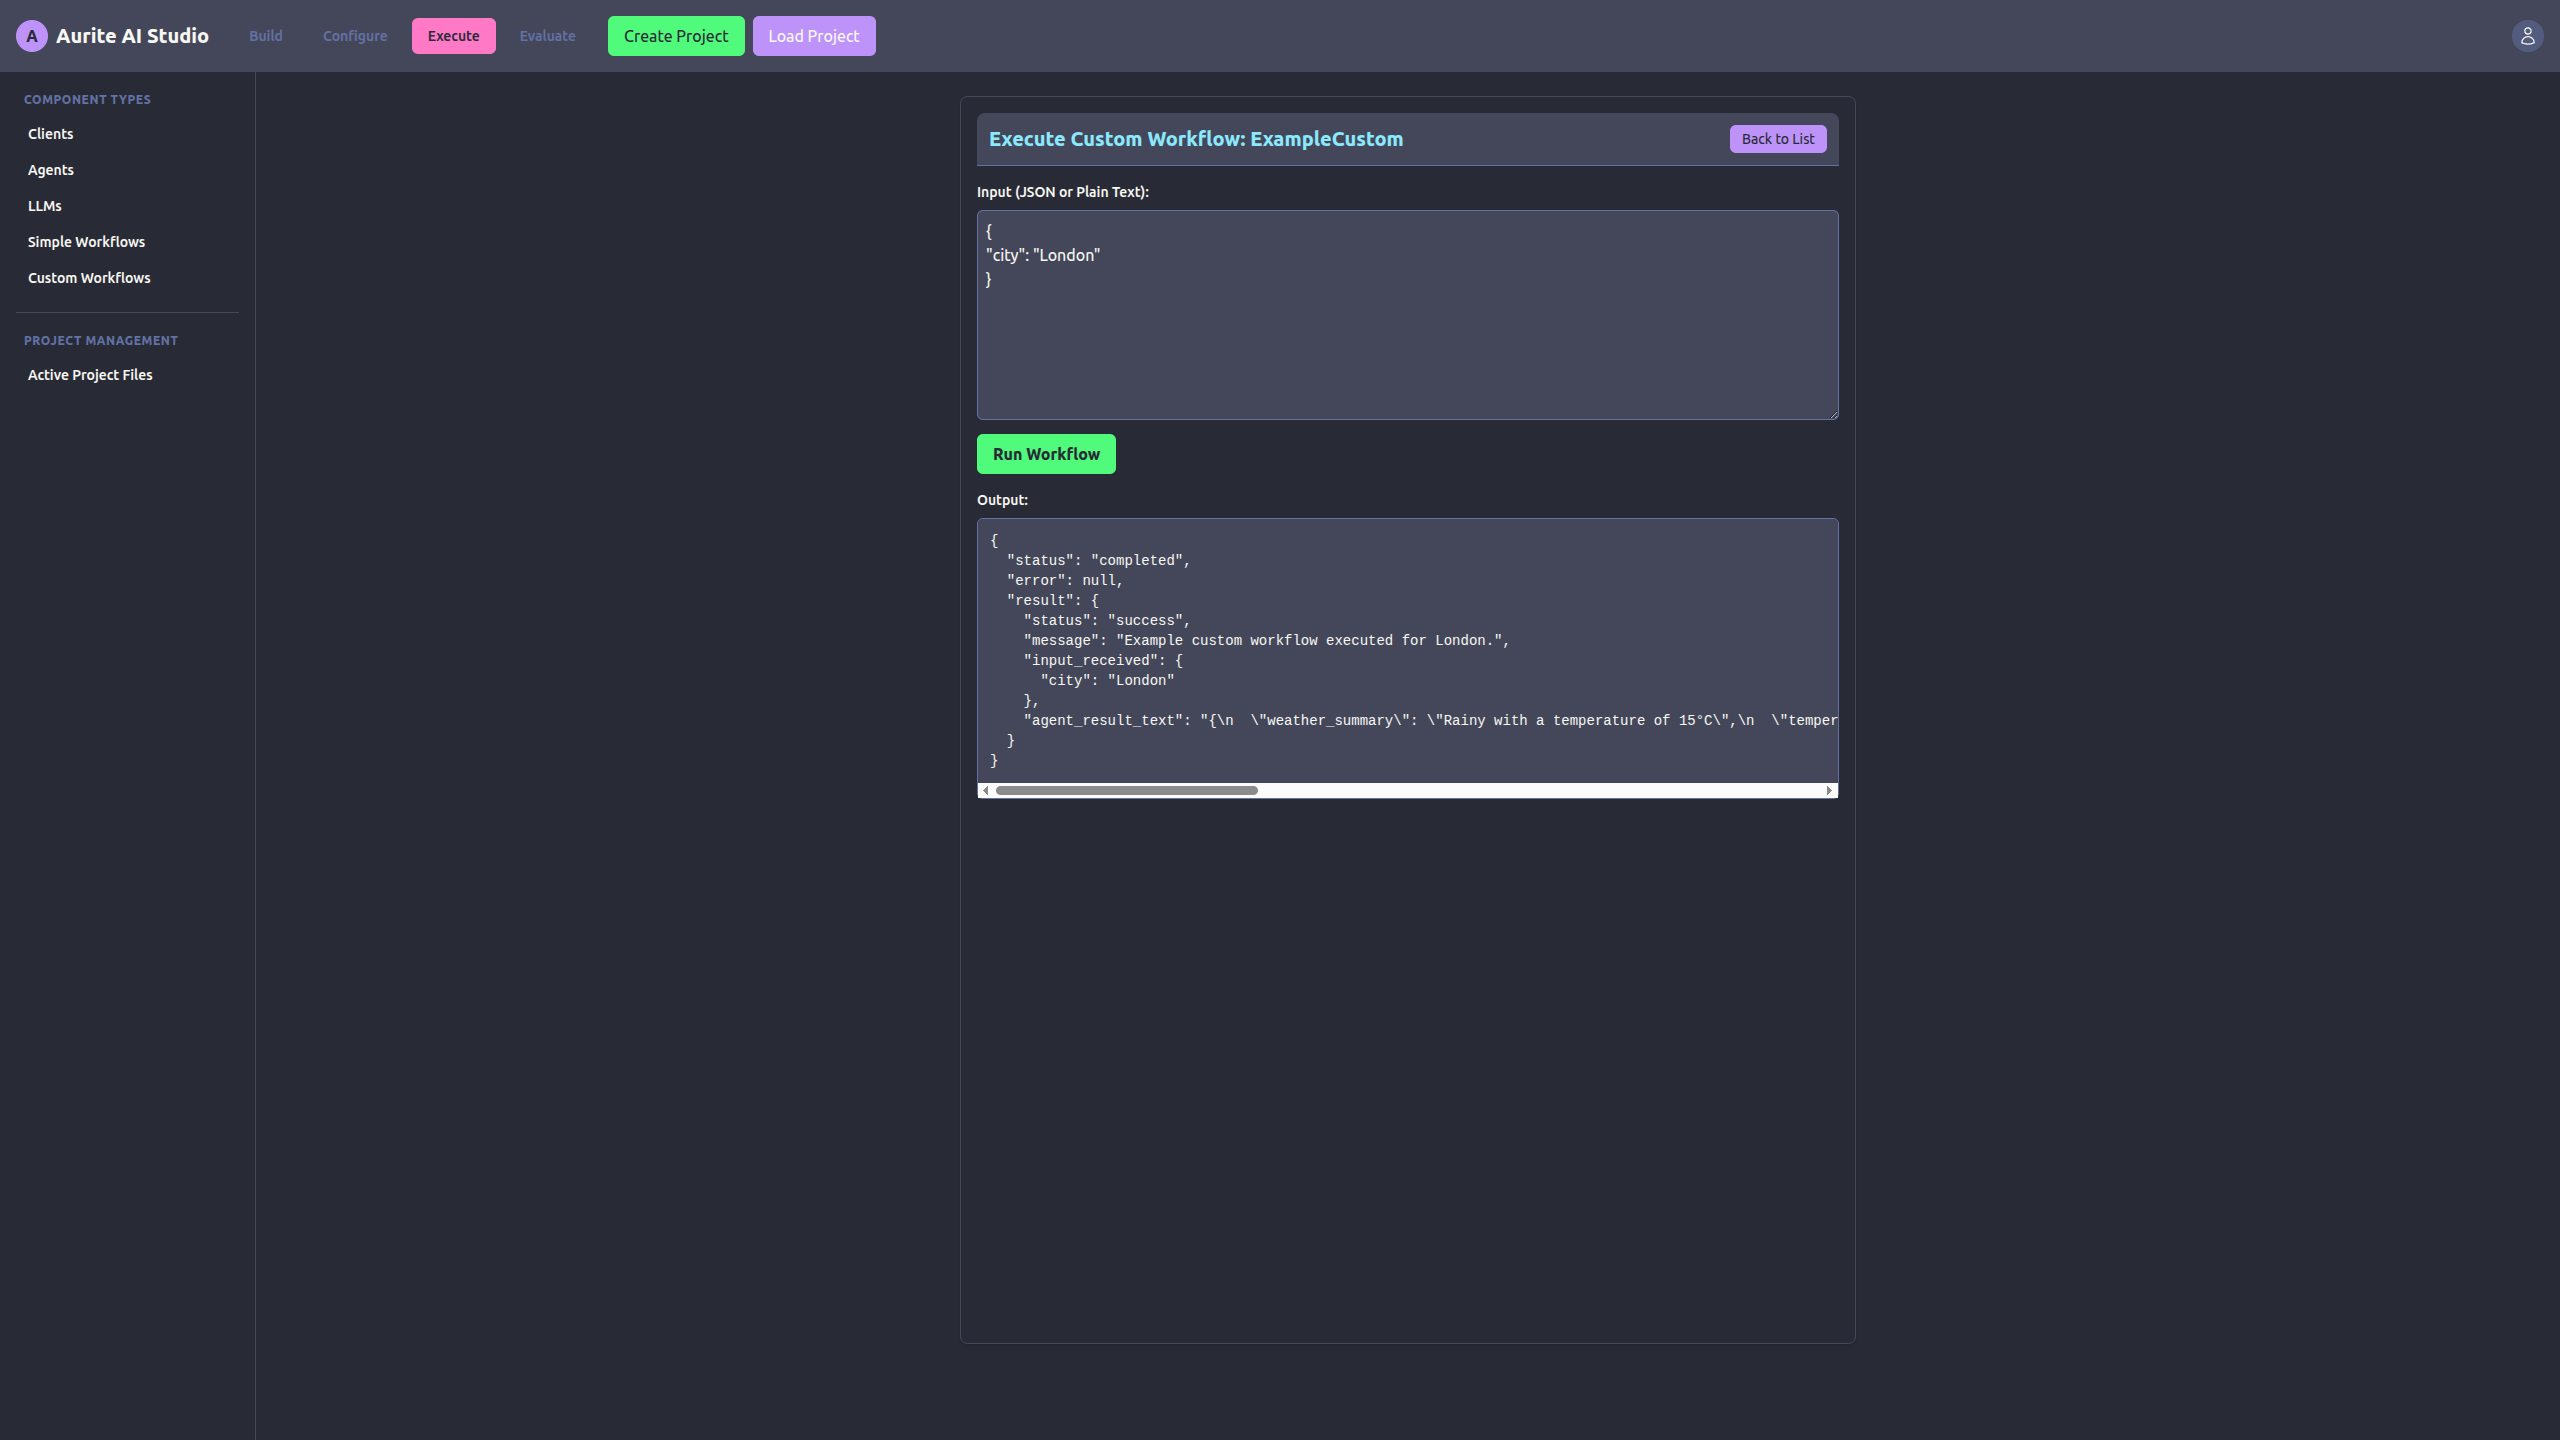 A Aurite AI Studio Build Configure Execute Evaluate Create Project Load Project
COMPONENT TYPES
Clients
Agents
LLMs
Simple Workflows
Custom Workflows
PROJECT MANAGEMENT
Active Project Files
Execute Custom Workflow: ExampleCustom Back to List
Input (JSON or Plain Text):
{
"city": "London"
}
Run Workflow
Output:
{
  "status": "completed",
  "error": null,
  "result": {
    "status": "success",
    "message": "Example custom workflow executed for London.",
    "input_received": {
      "city": "London"
    },
    "agent_result_text": "{\n  \"weather_summary\": \"Rainy with a temperature of 15°C\",\n  \"temper
  }
}